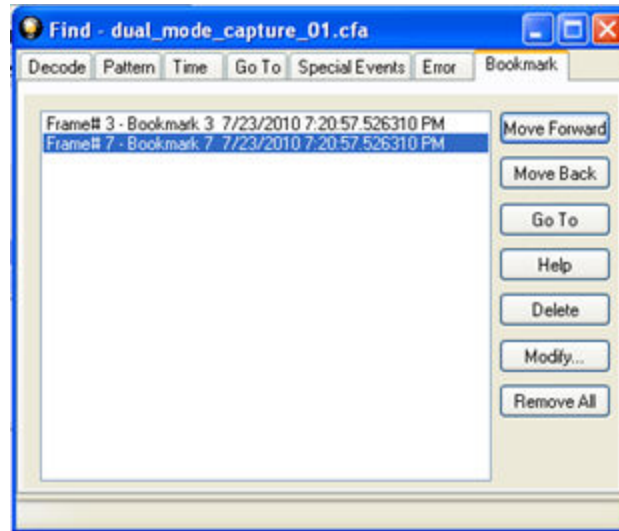 Find - dual_mode_capture_01.cfa
Decode Pattern Time Go To Special Events Error Bookmark
Frame# 3 - Bookmark 3 7/23/2010 7:20:57.526310 PM
Frame# 7 - Bookmark 7 7/23/2010 7:20:57.526310 PM
Move Forward
Move Back
Go To
Help
Delete
Modify...
Remove All